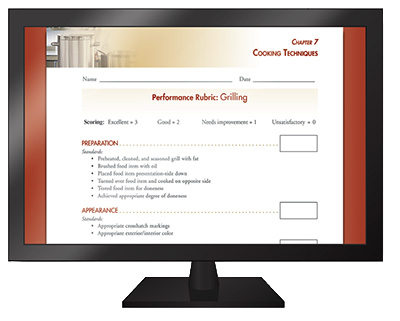 CHAPTER 7
COOKING TECHNIQUES
Name Date
Performance Rubric: Grilling
Scoring: Excellent = 3 Good = 2 Needs improvement = 1 Unsatisfactory = 0
PREPARATION
Standards:
• Preheated, cleaned, and seasoned grill with fat
• Brushed food item with oil
• Placed food item presentation-side down
• Turned over food item and cooked on opposite side
• Tested food item for doneness
• Achieved appropriate degree of doneness
APPEARANCE
Standards:
• Appropriate crosshatch markings
• Appropriate exterior/interior color